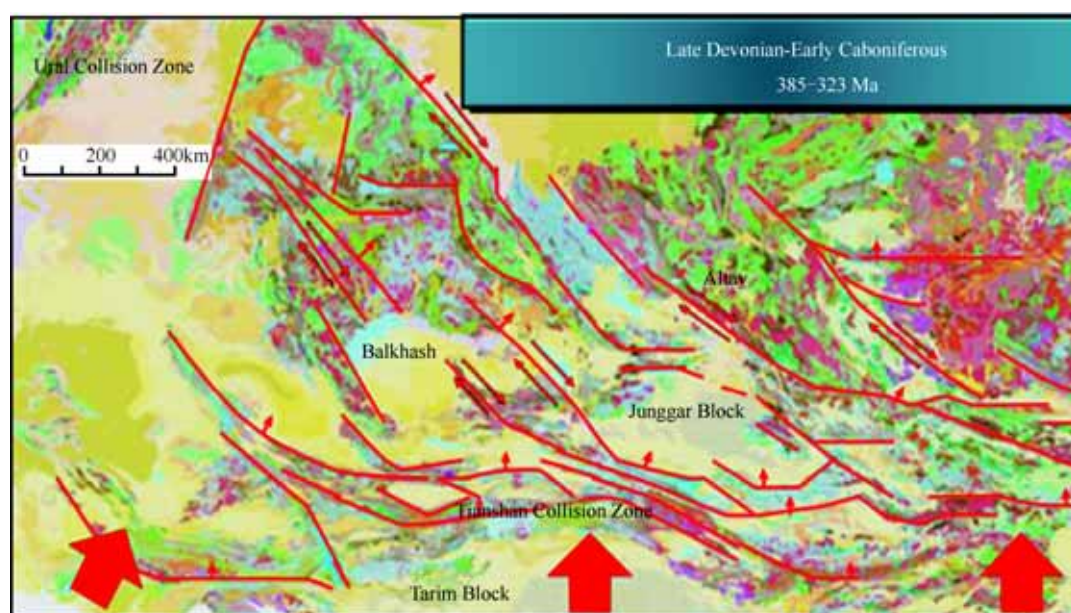 Late Devonian-Early Caboniferous
385-323 Ma
Ural Collision Zone
0 200 400km
Altay
Balkhash
Junggar Block
Tianshan Collision Zone
Tarim Block